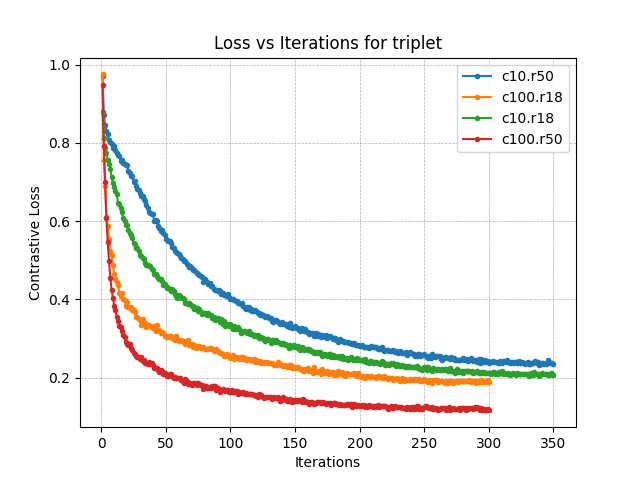 Loss vs Iterations for triplet
1.0
0.8
0.6
0.4
0.2
Contrastive Loss
c10.r50
c100.r18
c10.r18
c100.r50
0 50 100 150 200 250 300 350
Iterations